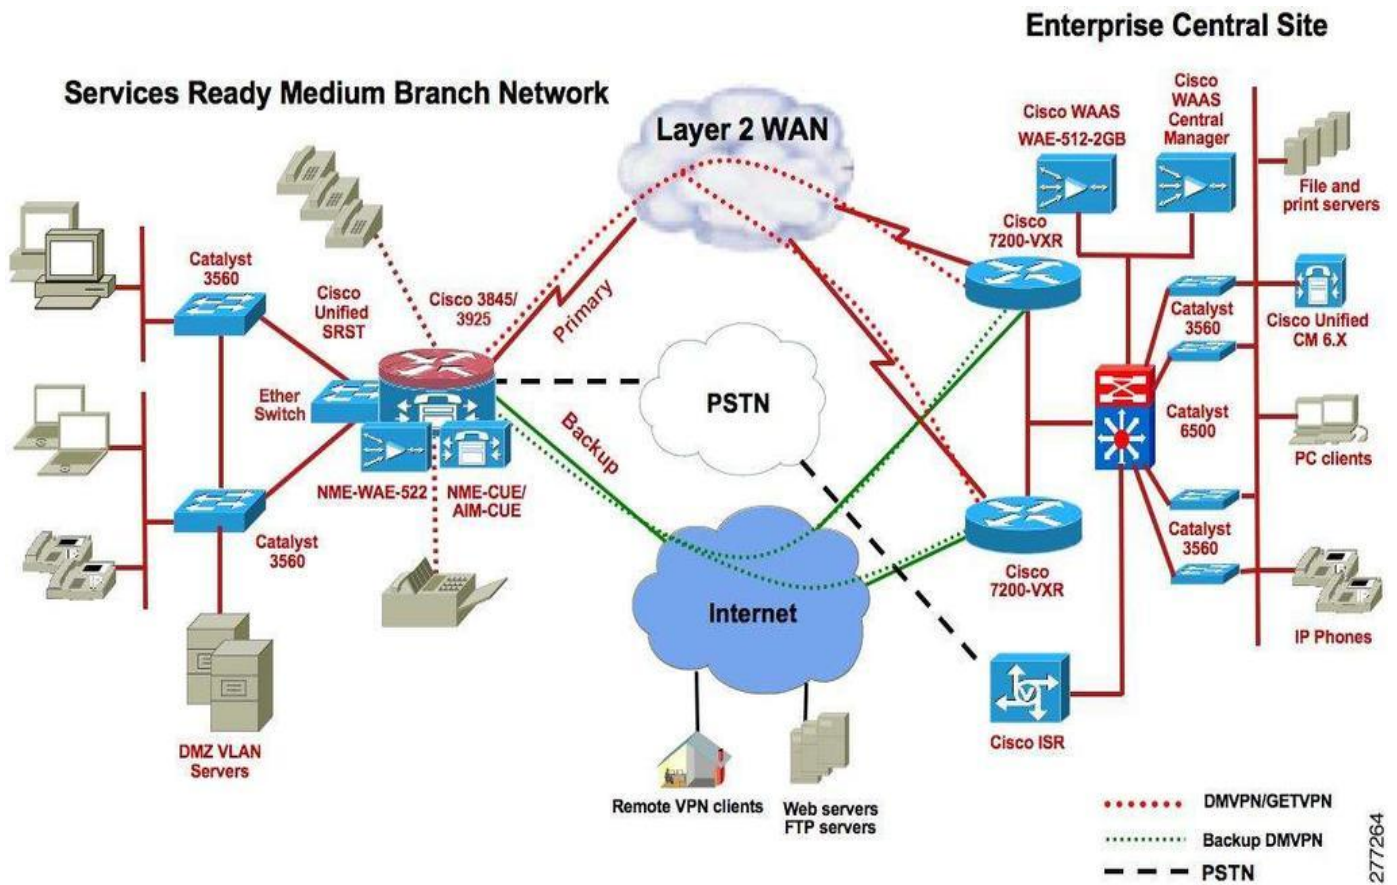 Enterprise Central Site
Services Ready Medium Branch Network
Layer 2 WAN
Cisco WAAS
WAE-512-2GB
Cisco
WAAS
Central
Manager
File and
print servers
Cisco
7200-VXR
Catalyst
3560
Cisco
Unified
SRST
Cisco 3845/
3925
Primary
Catalyst
3560
Cisco Unified
CM 6.X
Ether
Switch
PSTN
Backup
Catalyst
6500
PC clients
NME-WAE-522
NME-CUE/
AIM-CUE
Catalyst
3560
Catalyst
3560
Cisco
7200-VXR
Internet
IP Phones
DMZ VLAN
Servers
Cisco ISR
Remote VPN clients
Web servers
FTP servers
DMVPN/GETVPN
Backup DMVPN
PSTN
277264